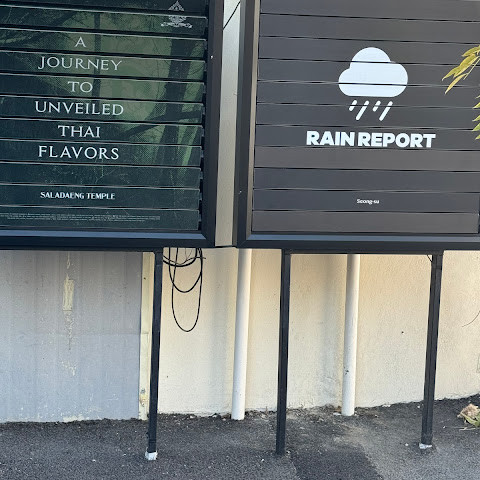 A
JOURNEY
TO
UNVEILED
THAI
FLAVORS
SALADAENG TEMPLE
RAIN REPORT
Seong-su